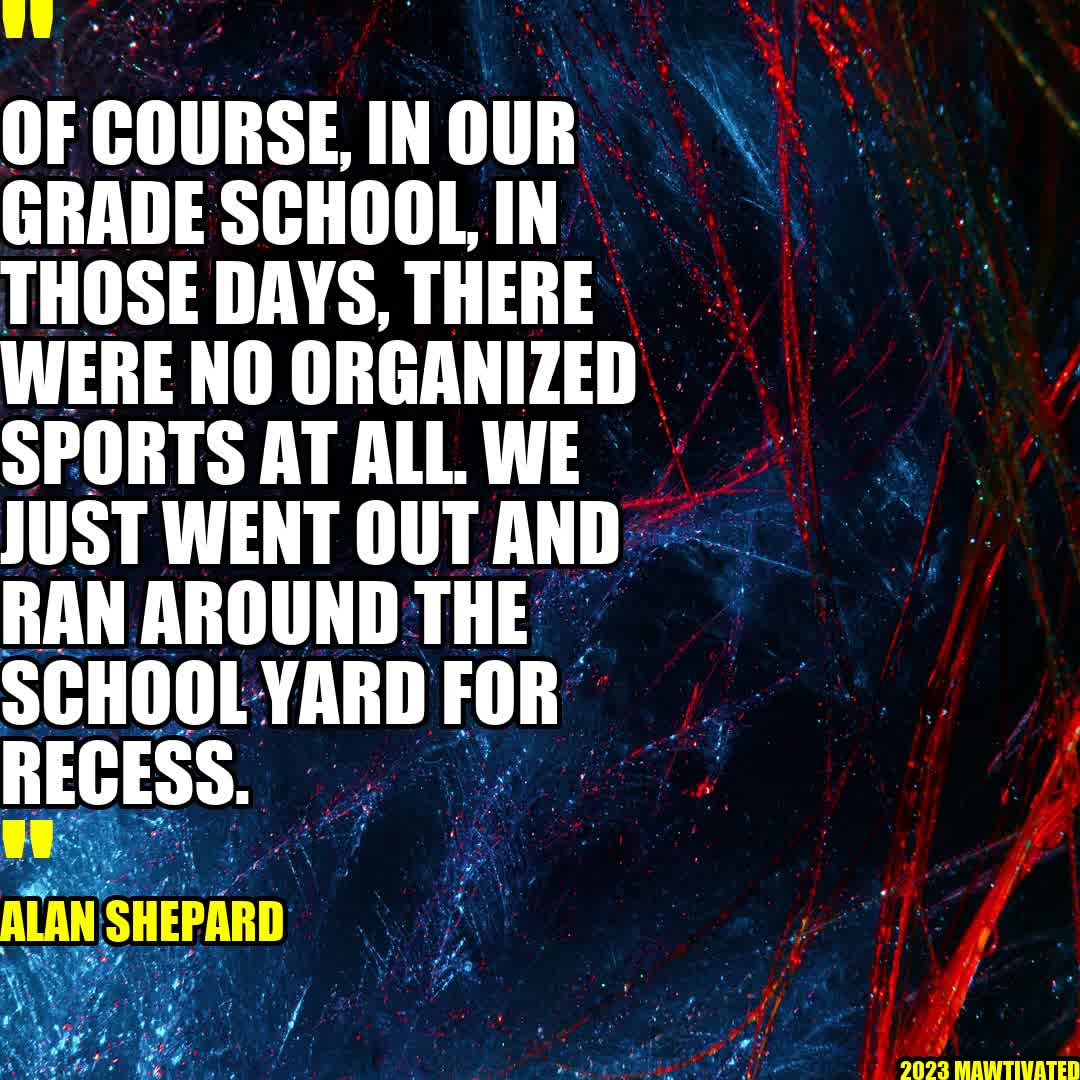 "
OF COURSE, IN OUR
GRADE SCHOOL, IN
THOSE DAYS, THERE
WERE NO ORGANIZED
SPORTS AT ALL. WE
JUST WENT OUT AND
RAN AROUND THE
SCHOOL YARD FOR
RECESS.
"
ALAN SHEPARD
2023 MAWTIVATED